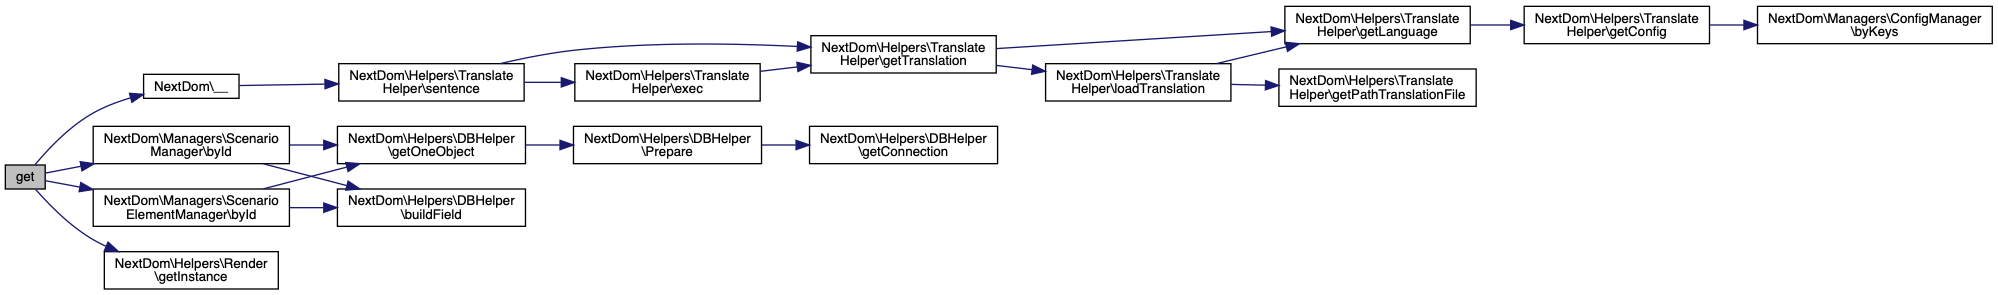 get
NextDom\__
NextDom\Managers\Scenario
Manager\byId
NextDom\Managers\Scenario
ElementManager\byId
NextDom\Helpers\Render
\getInstance
NextDom\Helpers\Translate
Helper\sentence
NextDom\Helpers\DBHelper
\getOneObject
NextDom\Helpers\DBHelper
\buildField
NextDom\Helpers\Translate
Helper\exec
NextDom\Helpers\DBHelper
\Prepare
NextDom\Helpers\Translate
Helper\getTranslation
NextDom\Helpers\DBHelper
\getConnection
NextDom\Helpers\Translate
Helper\loadTranslation
NextDom\Helpers\Translate
Helper\getLanguage
NextDom\Helpers\Translate
Helper\getPathTranslationFile
NextDom\Helpers\Translate
Helper\getConfig
NextDom\Managers\ConfigManager
\byKeys